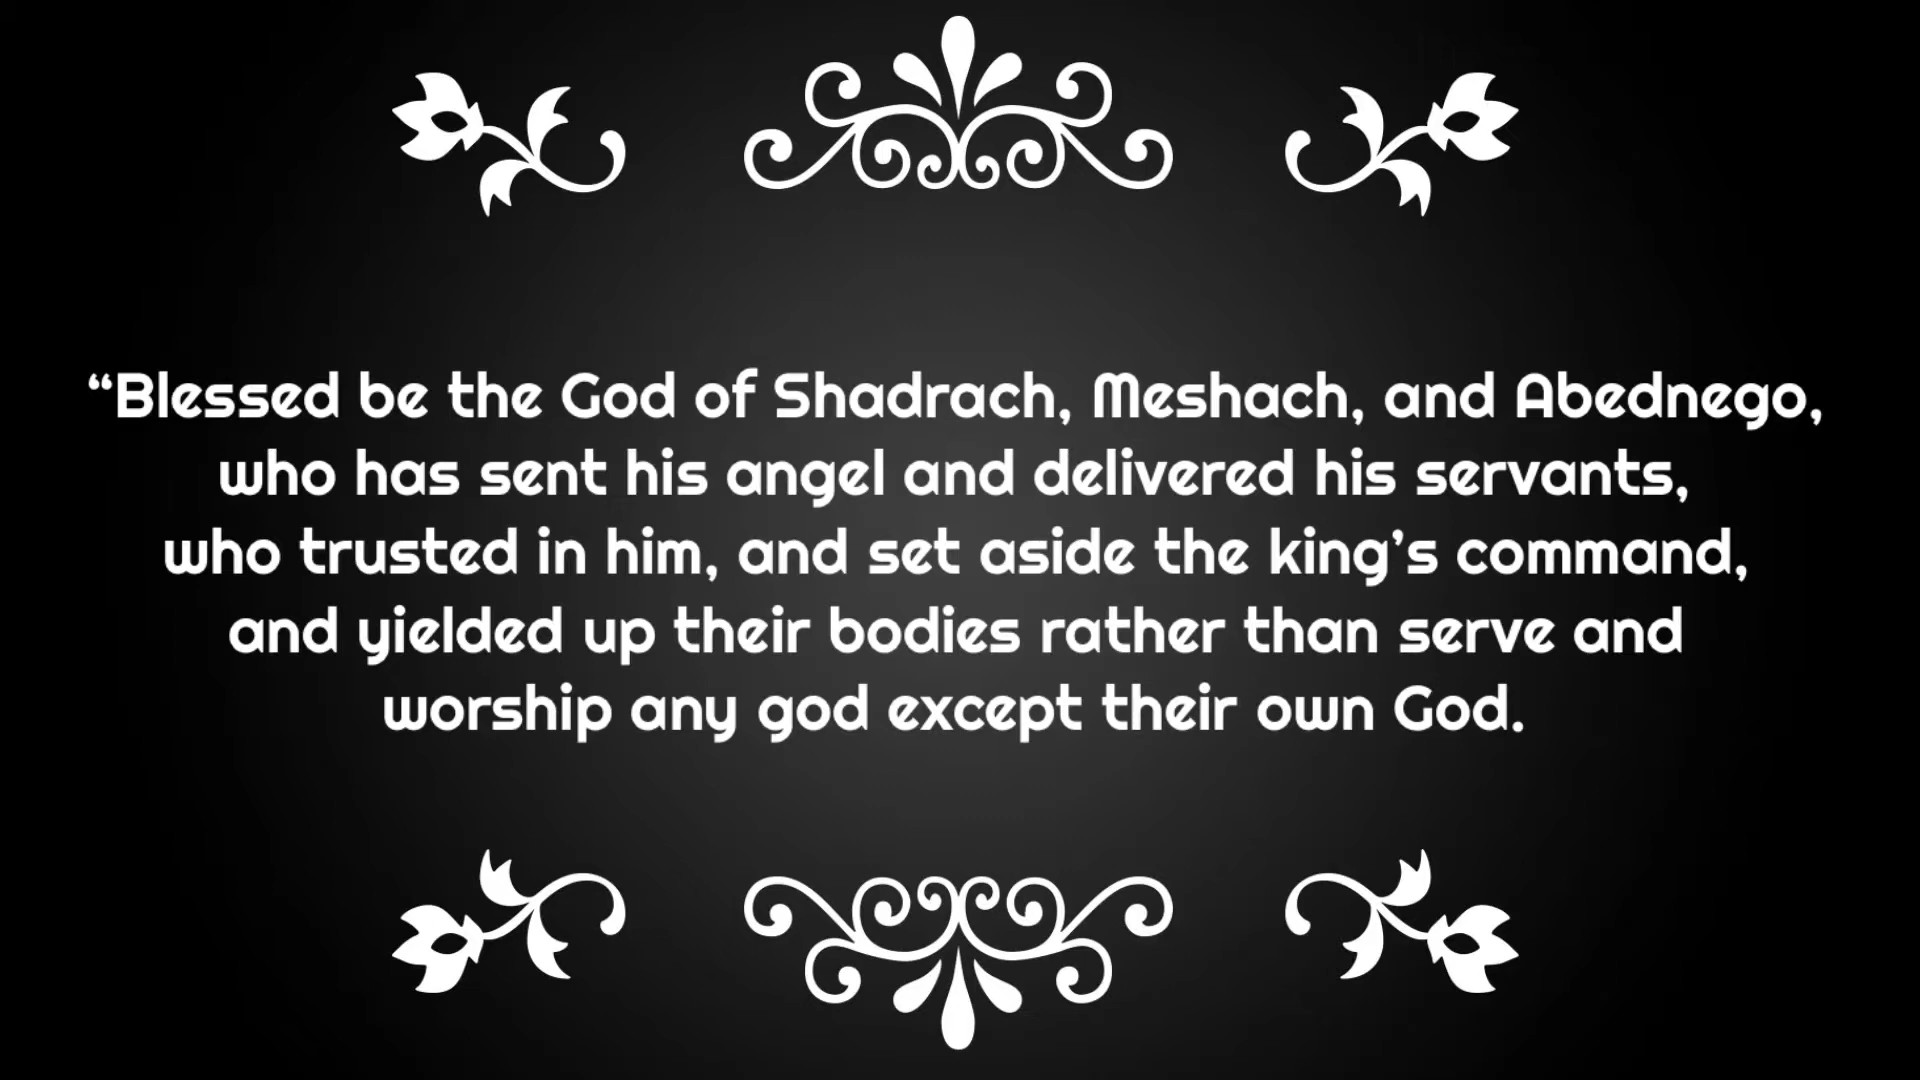 “Blessed be the God of Shadrach, Meshach, and Abednego,
who has sent his angel and delivered his servants,
who trusted in him, and set aside the king’s command,
and yielded up their bodies rather than serve and
worship any god except their own God.